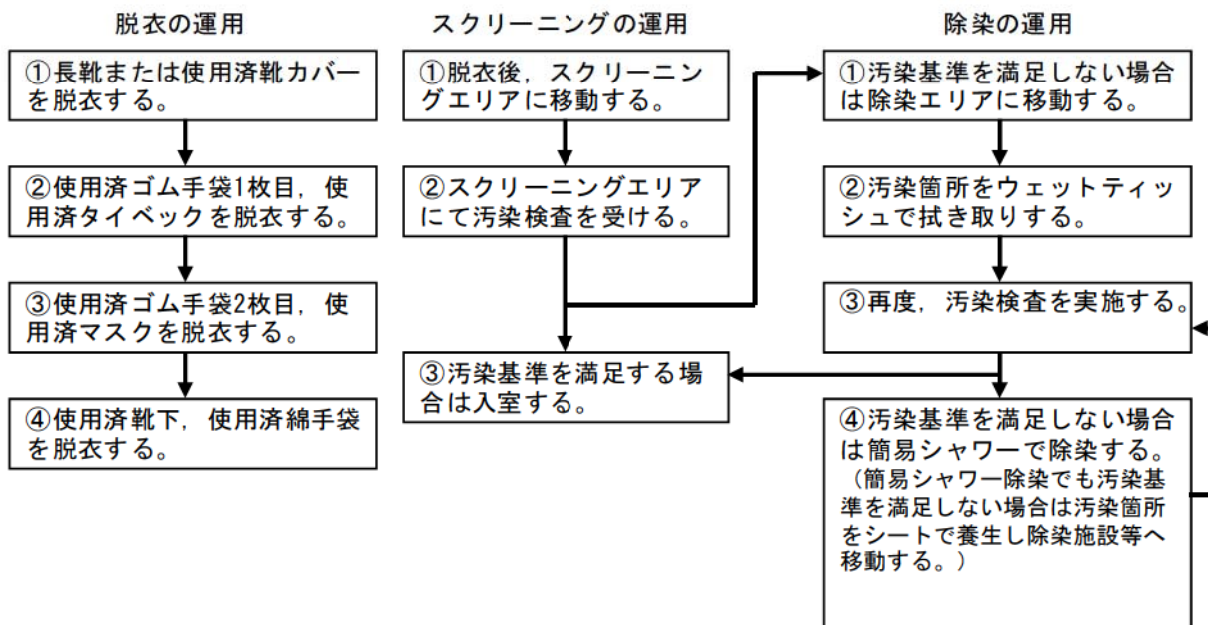 脱衣の運用
①長靴または使用済靴カバー
を脱衣する。
②使用済ゴム手袋1枚目，使
用済タイベックを脱衣する。
③使用済ゴム手袋2枚目，使
用済マスクを脱衣する。
④使用済靴下，使用済綿手袋
を脱衣する。
スクリーニングの運用
①脱衣後，スクリーニン
グエリアに移動する。
②スクリーニングエリア
にて汚染検査を受ける。
③汚染基準を満足する場
合は入室する。
除染の運用
①汚染基準を満足しない場合
は除染エリアに移動する。
②汚染箇所をウェットティッ
シュで拭き取りする。
③再度，汚染検査を実施する。
④汚染基準を満足しない場合
は簡易シャワーで除染する。
（簡易シャワー除染でも汚染基
準を満足しない場合は汚染箇所
をシートで養生し除染施設等へ
移動する。）